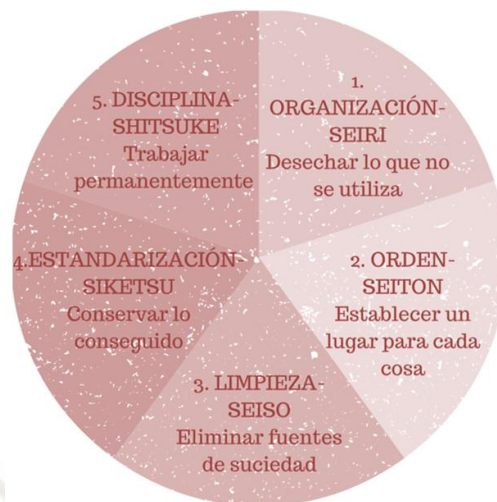 1.
ORGANIZACIÓN-
SEIRI
Desechar lo que no
se utiliza
2. ORDEN-
SEITON
Establecer un
lugar para cada
cosa
3. LIMPIEZA-
SEISO
Eliminar fuentes
de suciedad
4.ESTANDARIZACIÓN-
SIKETSU
Conservar lo
conseguido
5. DISCIPLINA-
SHITSUKE
Trabajar
permanentemente